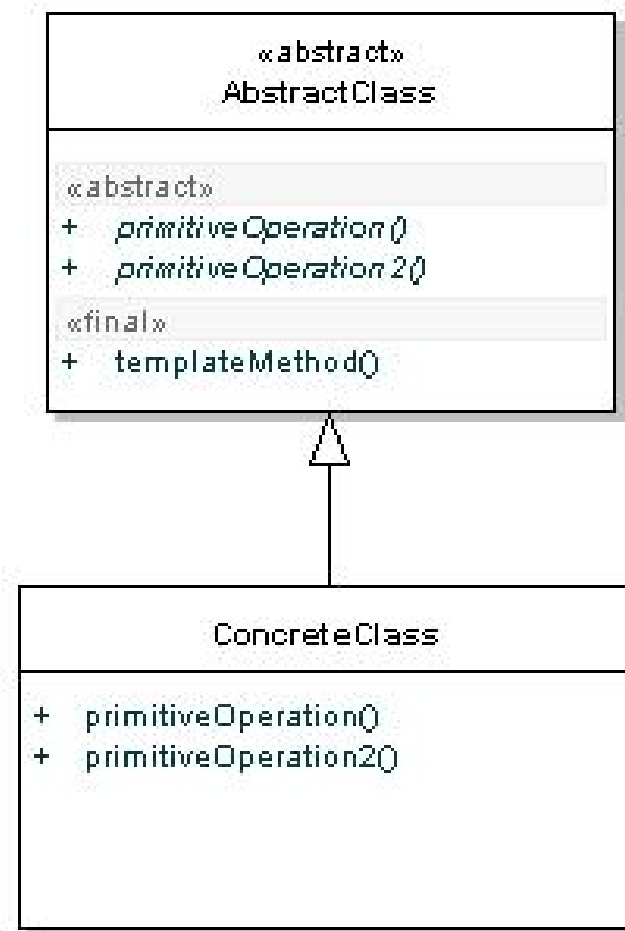 «abstract»
AbstractClass
«abstract»
+ primitiveOperation()
+ primitiveOperation2()
«final»
+ templateMethod()
ConcreteClass
+ primitiveOperation()
+ primitiveOperation2()